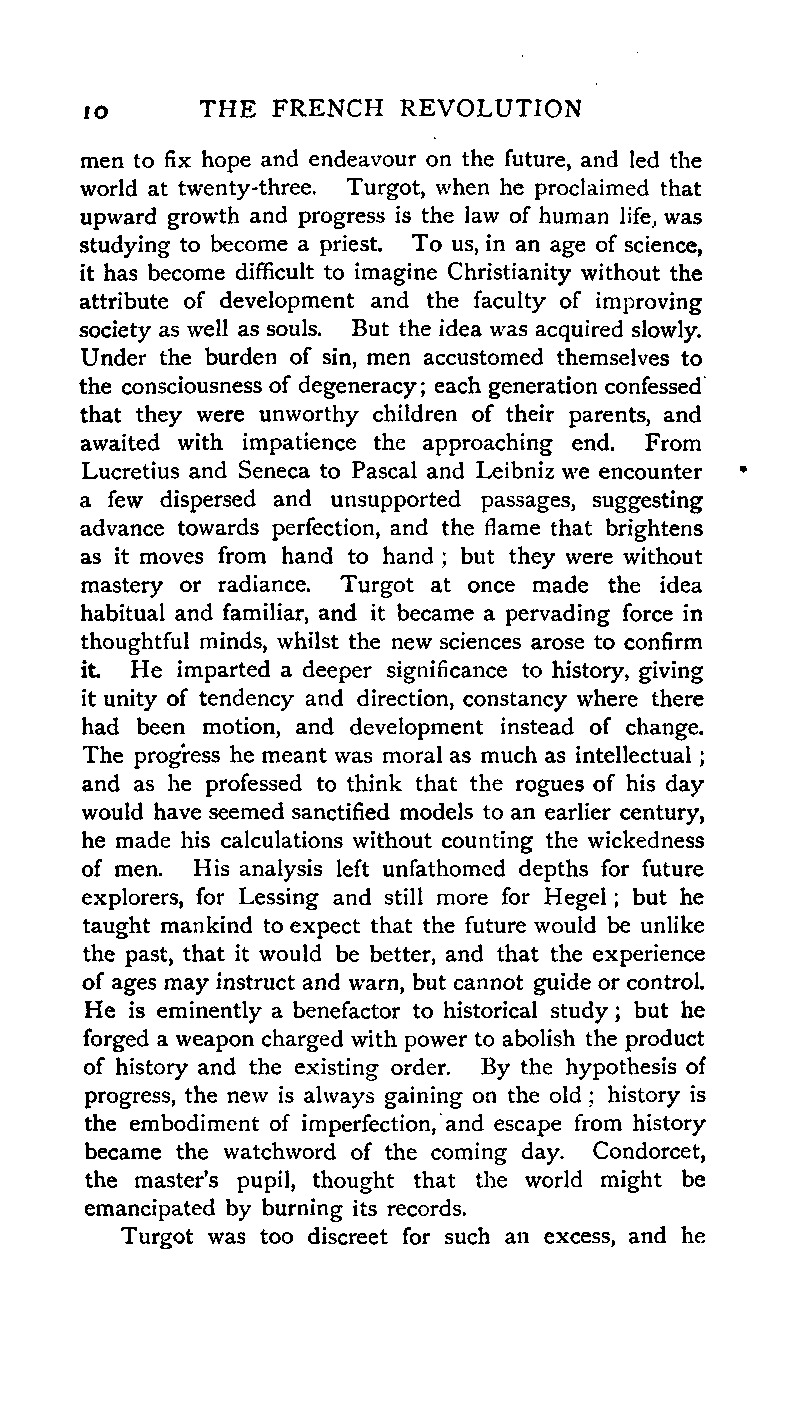 10 THE FRENCH REVOLUTION
men to fix hope and endeavour on the future, and led the
world at twenty-three. Turgot, when he proclaimed that
upward growth and progress is the law of human life, was
studying to become a priest. To us, in an age of science,
it has become difficult to imagine Christianity without the
attribute of development and the faculty of improving
society as well as souls. But the idea was acquired slowly.
Under the burden of sin, men accustomed themselves to
the consciousness of degeneracy; each generation confessed
that they were unworthy children of their parents, and
awaited with impatience the approaching end. From
Lucretius and Seneca to Pascal and Leibniz we encounter
a few dispersed and unsupported passages, suggesting
advance towards perfection, and the flame that brightens
as it moves from hand to hand ; but they were without
mastery or radiance. Turgot at once made the idea
habitual and familiar, and it became a pervading force in
thoughtful minds, whilst the new sciences arose to confirm
it. He imparted a deeper significance to history, giving
it unity of tendency and direction, constancy where there
had been motion, and development instead of change.
The progress he meant was moral as much as intellectual ;
and as he professed to think that the rogues of his day
would have seemed sanctified models to an earlier century,
he made his calculations without counting the wickedness
of men. His analysis left unfathomed depths for future
explorers, for Lessing and still more for Hegel ; but he
taught mankind to expect that the future would be unlike
the past, that it would be better, and that the experience
of ages may instruct and warn, but cannot guide or control.
He is eminently a benefactor to historical study ; but he
forged a weapon charged with power to abolish the product
of history and the existing order. By the hypothesis of
progress, the new is always gaining on the old ; history is
the embodiment of imperfection, and escape from history
became the watchword of the coming day. Condorcet,
the master's pupil, thought that the world might be
emancipated by burning its records.
Turgot was too discreet for such an excess, and he